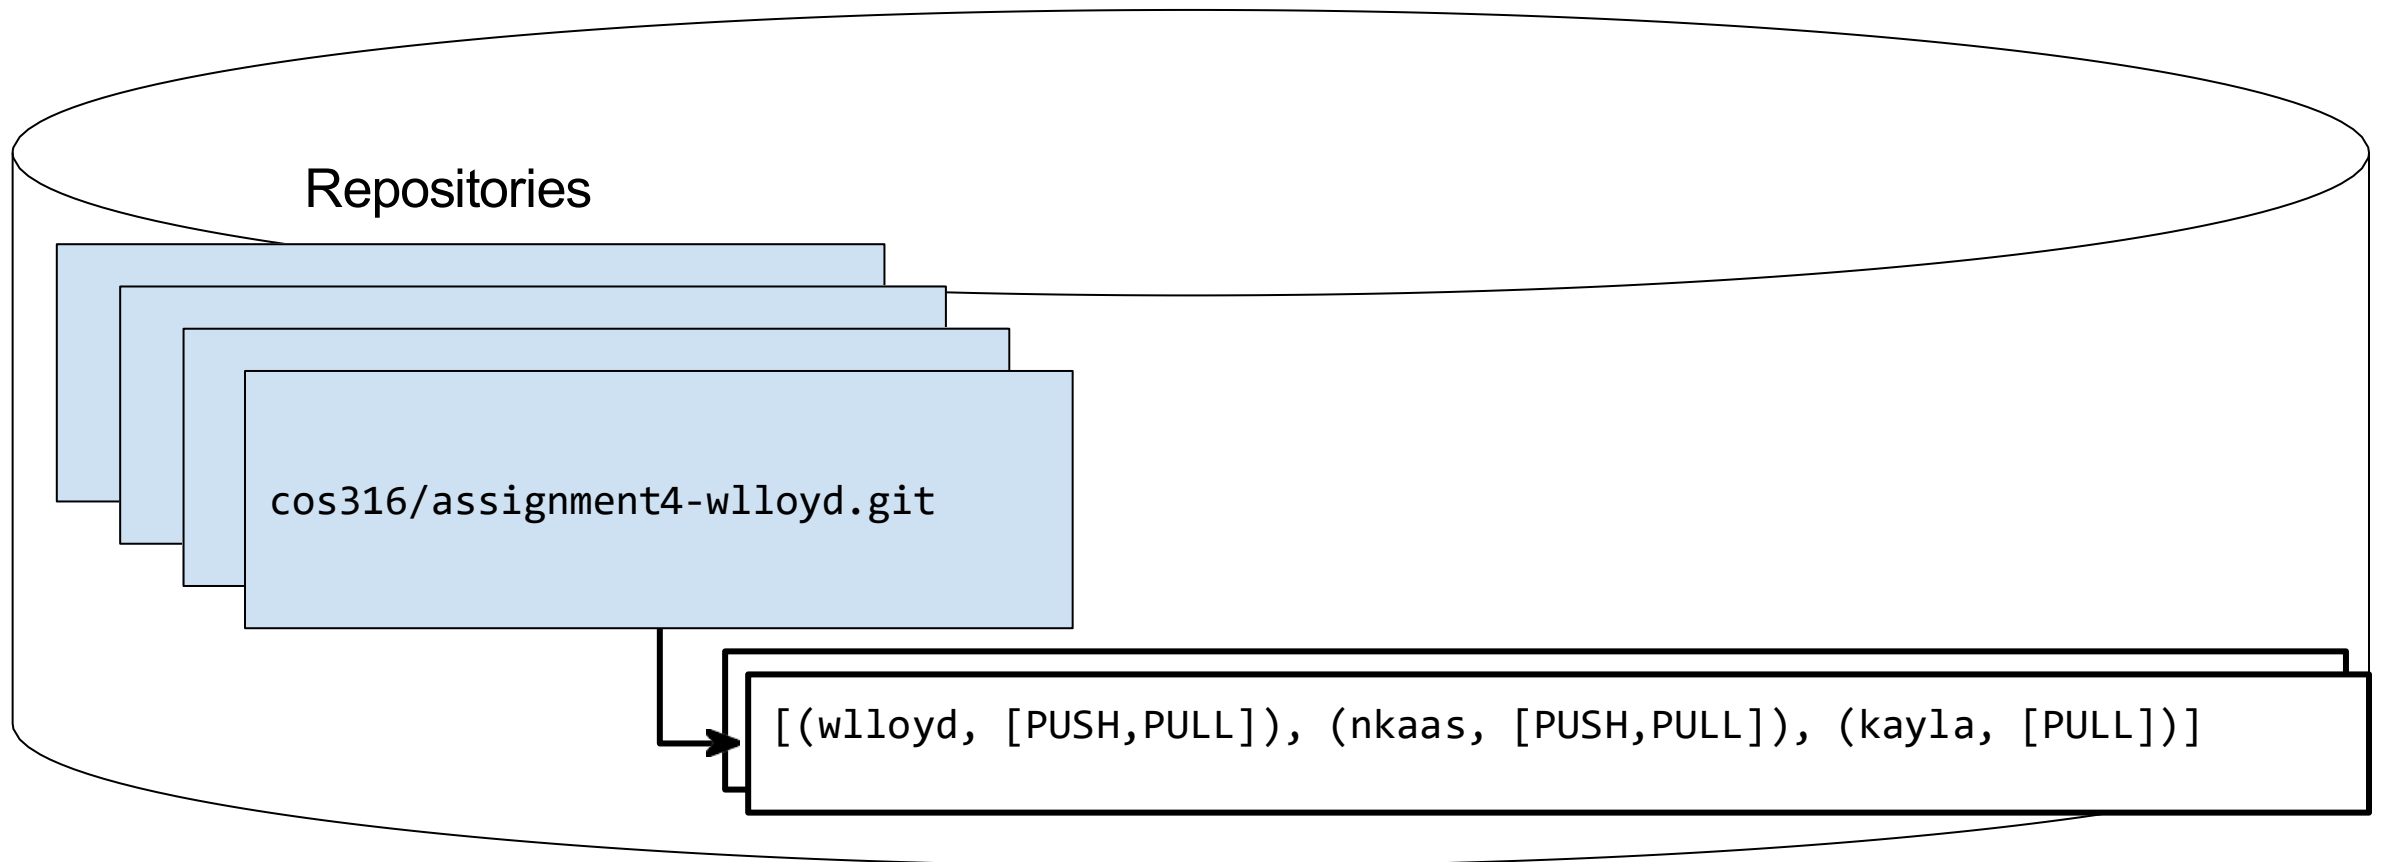 Repositories
cos316/assignment4-wlloyd.git
[(wlloyd, [PUSH,PULL]), (nkaas, [PUSH,PULL]), (kayla, [PULL])]